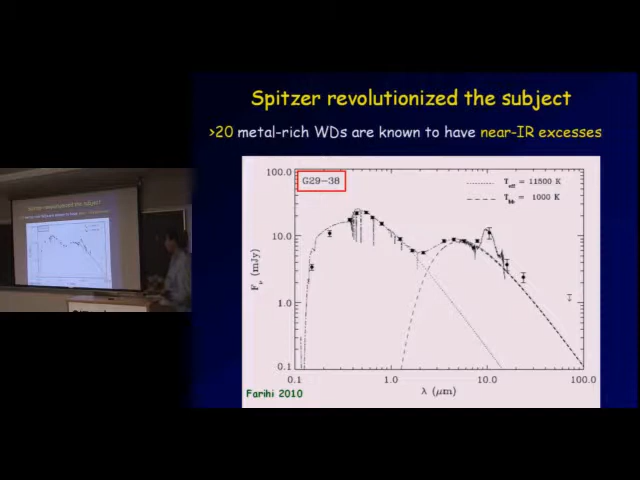 Spitzer revolutionized the subject
>20 metal-rich WDs are known to have near-IR excesses
G29-38
T_eff = 11500 K
T_bb = 1000 K
100.0
10.0
1.0
0.1
F_ν (mJy)
0.1
1.0
10.0
100.0
λ (μm)
Farihi 2010